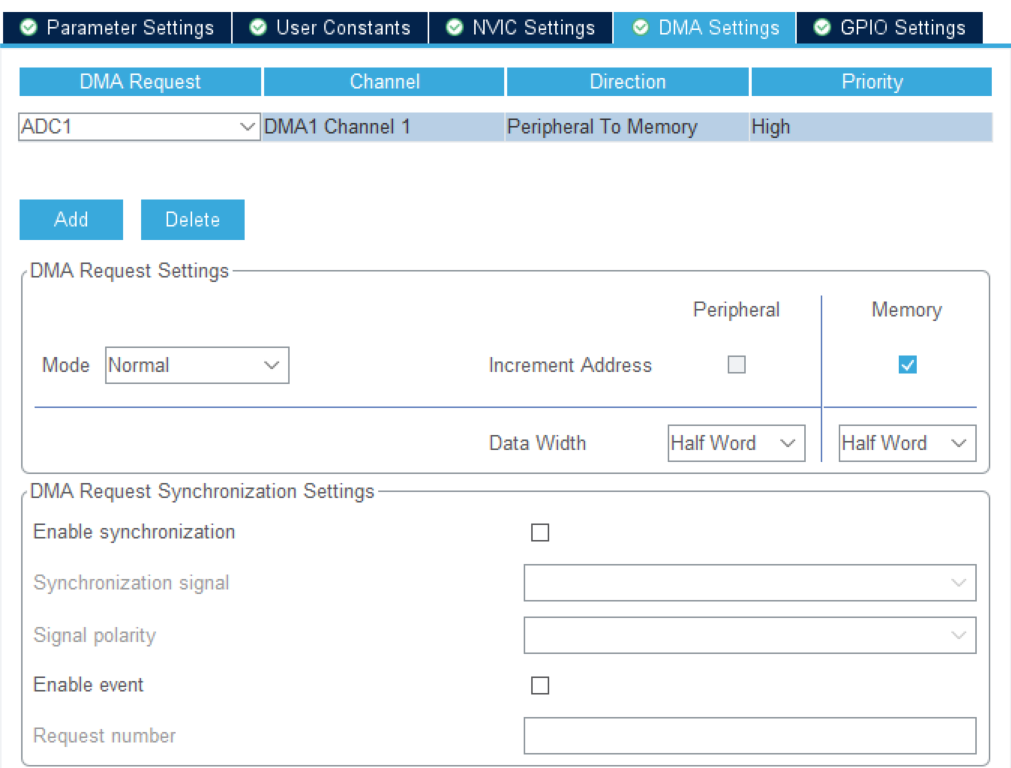 Parameter Settings User Constants NVIC Settings DMA Settings GPIO Settings
DMA Request Channel Direction Priority
ADC1 DMA1 Channel 1 Peripheral To Memory High
Add Delete
DMA Request Settings
Peripheral Memory
Mode Normal Increment Address
Data Width Half Word Half Word
DMA Request Synchronization Settings
Enable synchronization
Synchronization signal
Signal polarity
Enable event
Request number